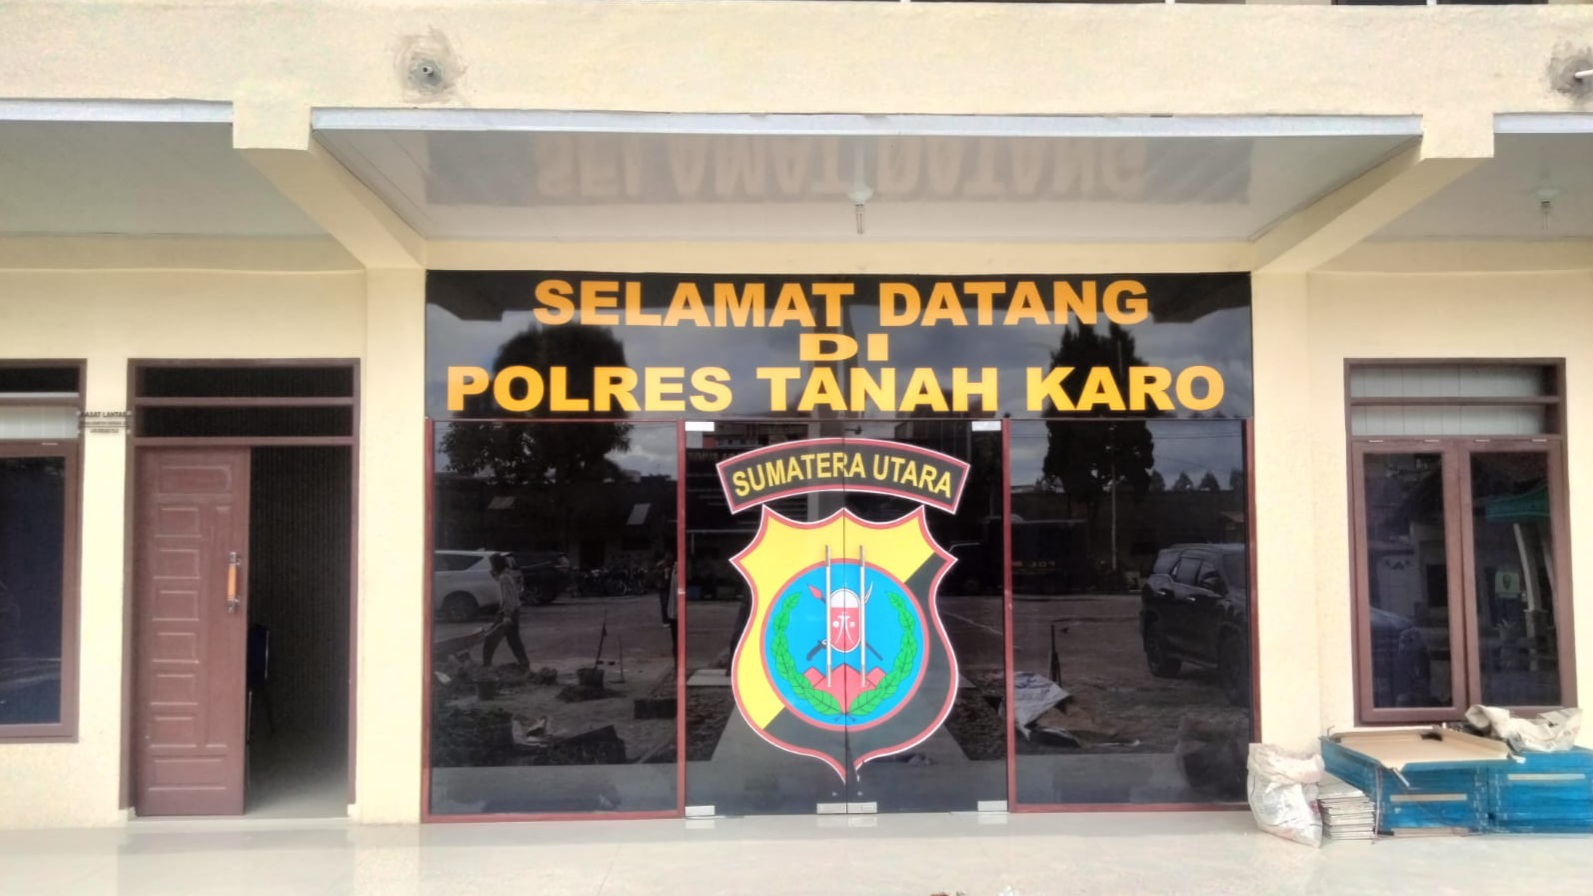 SELAMAT DATANG
DI
POLRES TANAH KARO
SUMATERA UTARA